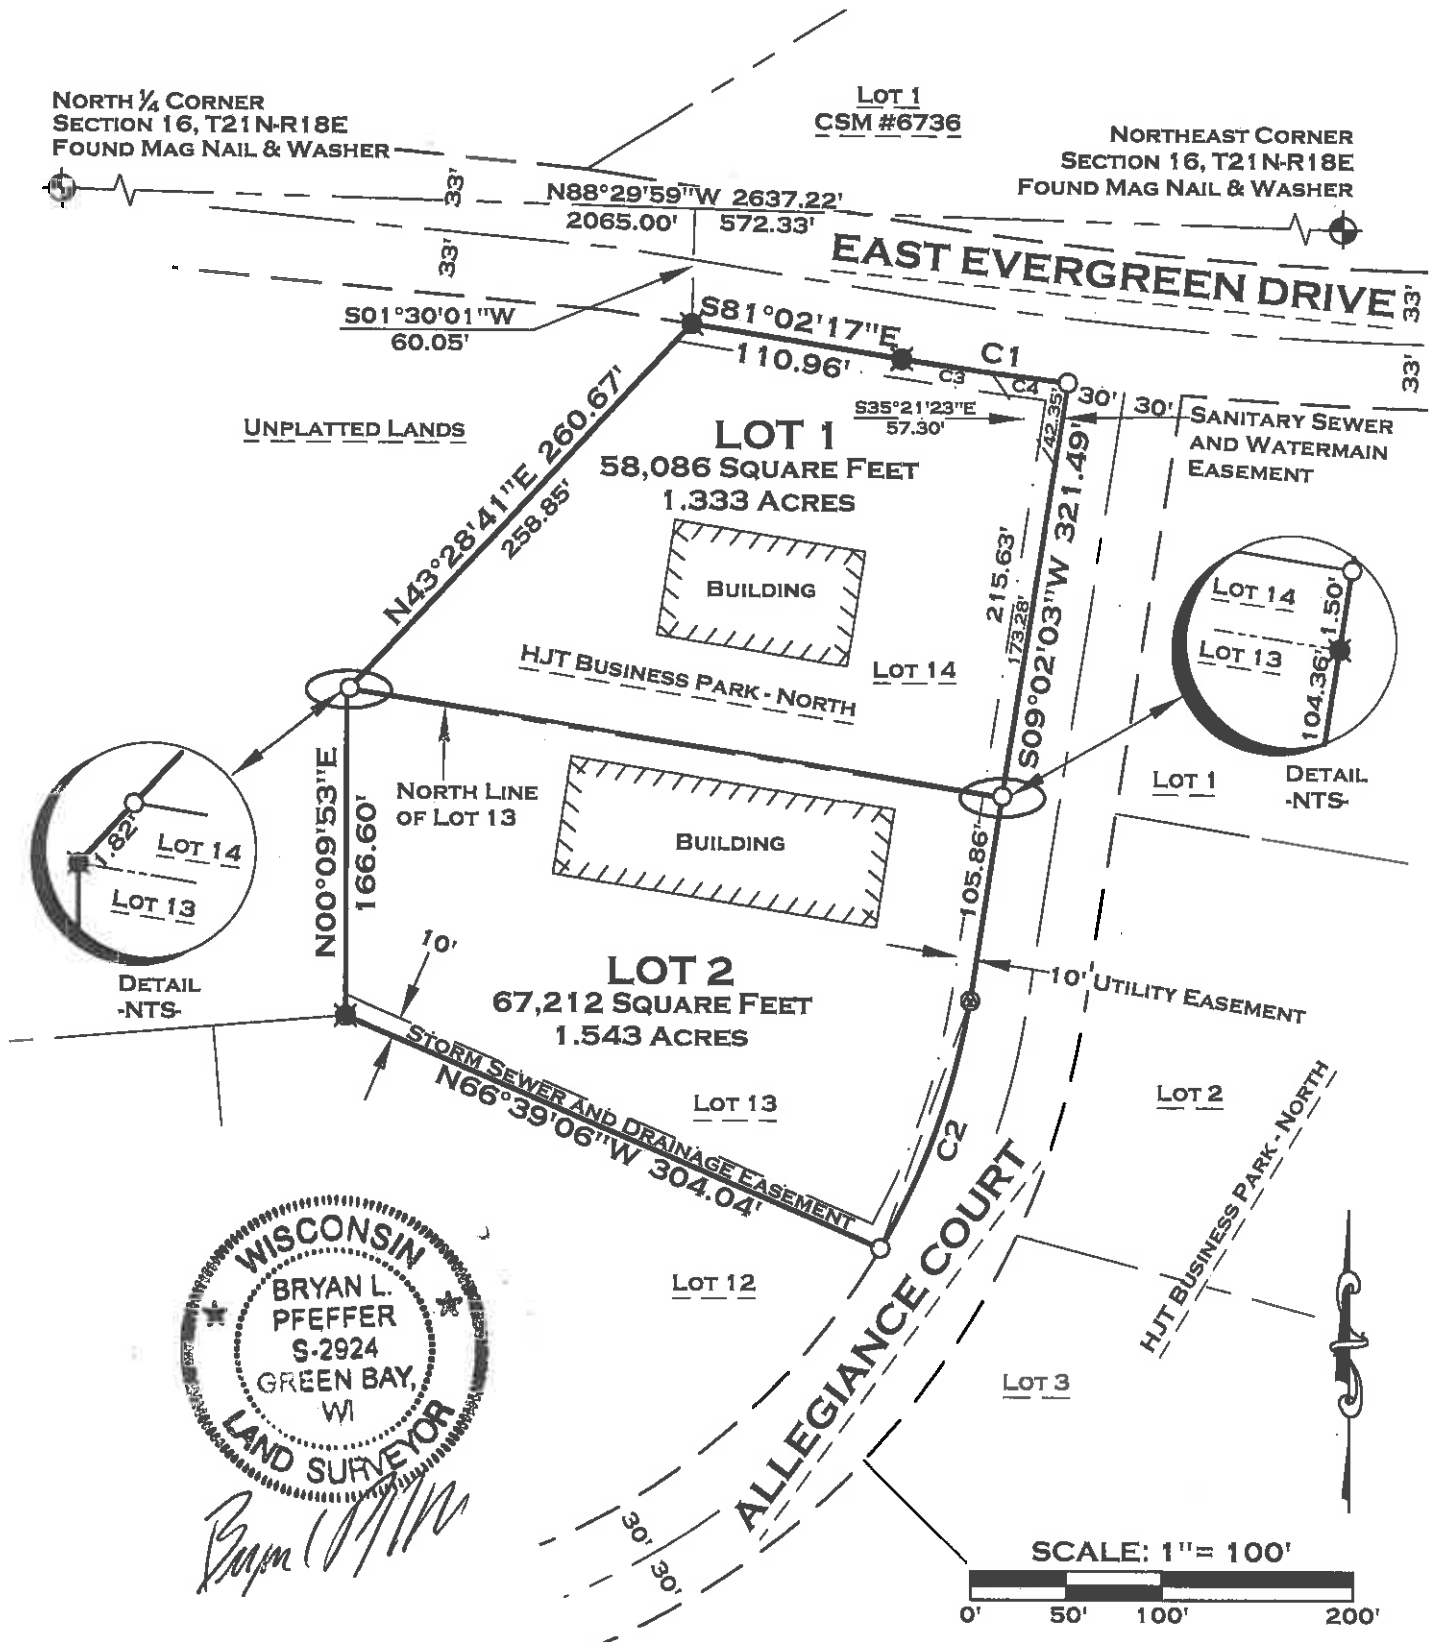 LOT 1
CSM #6736
NORTH 1/4 CORNER
SECTION 16, T21N-R18E
FOUND MAG NAIL & WASHER
NORTHEAST CORNER
SECTION 16, T21N-R18E
FOUND MAG NAIL & WASHER
33'
33'
N88°29'59"W 2637.22'
2065.00' 572.33'
EAST EVERGREEN DRIVE
33'
33'
S01°30'01"W
60.05'
S81°02'17"E
110.96'
C1
C3
C4
S35°21'23"E
57.30'
42.35'
30'
30'
SANITARY SEWER
AND WATERMAIN
EASEMENT
UNPLATTED LANDS
N43°28'41"E 260.67'
258.85'
LOT 1
58,086 SQUARE FEET
1.333 ACRES
BUILDING
215.63'
173.28'
S09°02'03"W 321.49'
HJT BUSINESS PARK - NORTH
LOT 14
LOT 14
LOT 13
1.50'
104.36'
DETAIL
-NTS-
LOT 1
1.82'
LOT 14
LOT 13
DETAIL
-NTS-
N00°09'53"E
166.60'
NORTH LINE
OF LOT 13
BUILDING
105.86'
10'
LOT 2
67,212 SQUARE FEET
1.543 ACRES
10' UTILITY EASEMENT
STORM SEWER AND DRAINAGE EASEMENT
N66°39'06"W 304.04'
LOT 13
C2
LOT 2
HJT BUSINESS PARK - NORTH
LOT 12
ALLEGIANCE COURT
LOT 3
30'
30'
WISCONSIN
BRYAN L.
PFEFFER
S-2924
GREEN BAY,
WI
LAND SURVEYOR
SCALE: 1"= 100'
0' 50' 100' 200'